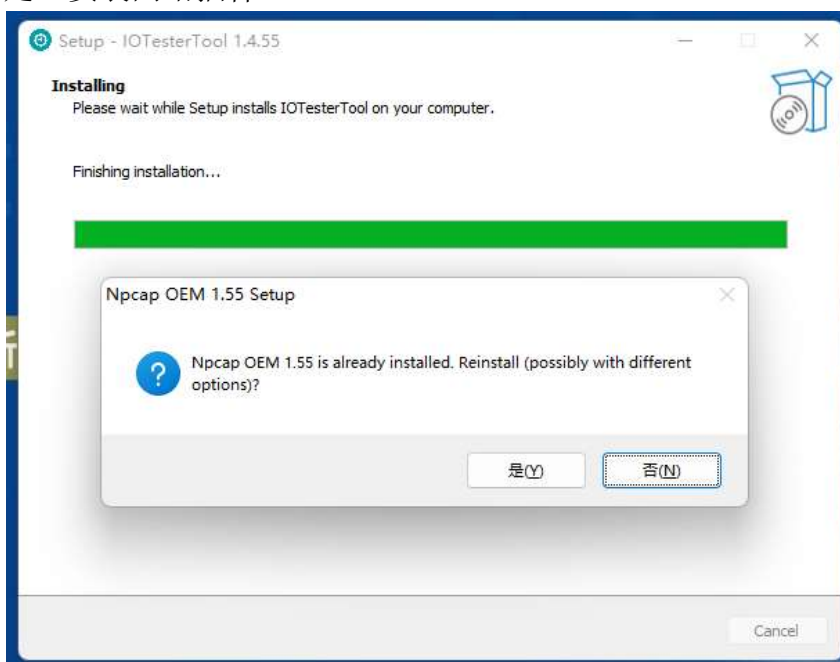 Setup - IOTesterTool 1.4.55
Installing
Please wait while Setup installs IOTesterTool on your computer.
Finishing installation...
Npcap OEM 1.55 Setup
Npcap OEM 1.55 is already installed. Reinstall (possibly with different
options)?
是(Y)
否(N)
Cancel